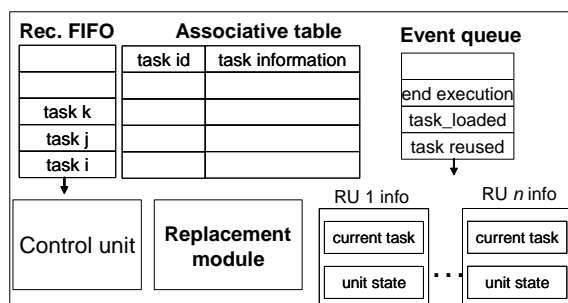 Rec. FIFO
Associative table
Event queue
task id
task information
end execution
task k
task_loaded
task j
task reused
task i
RU 1 info
RU n info
Control unit
Replacement
module
current task
current task
unit state
. . .
unit state